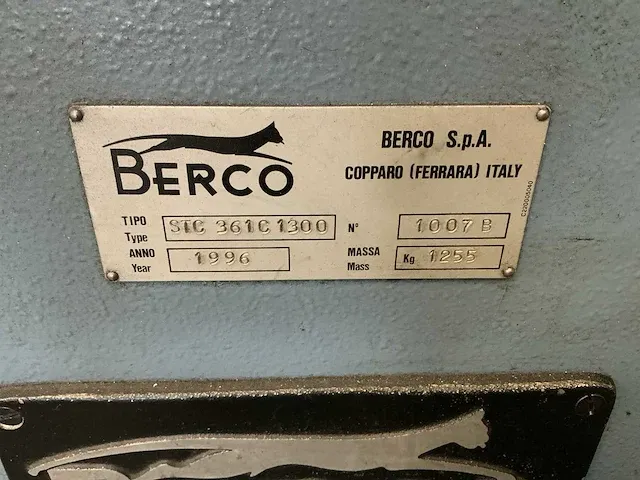 BERCO
BERCO S.p.A.
COPPARO (FERRARA) ITALY
TIPO
Type
STC 361C 1300
N°
1007 B
ANNO
Year
1996
MASSA
Mass
Kg 1255